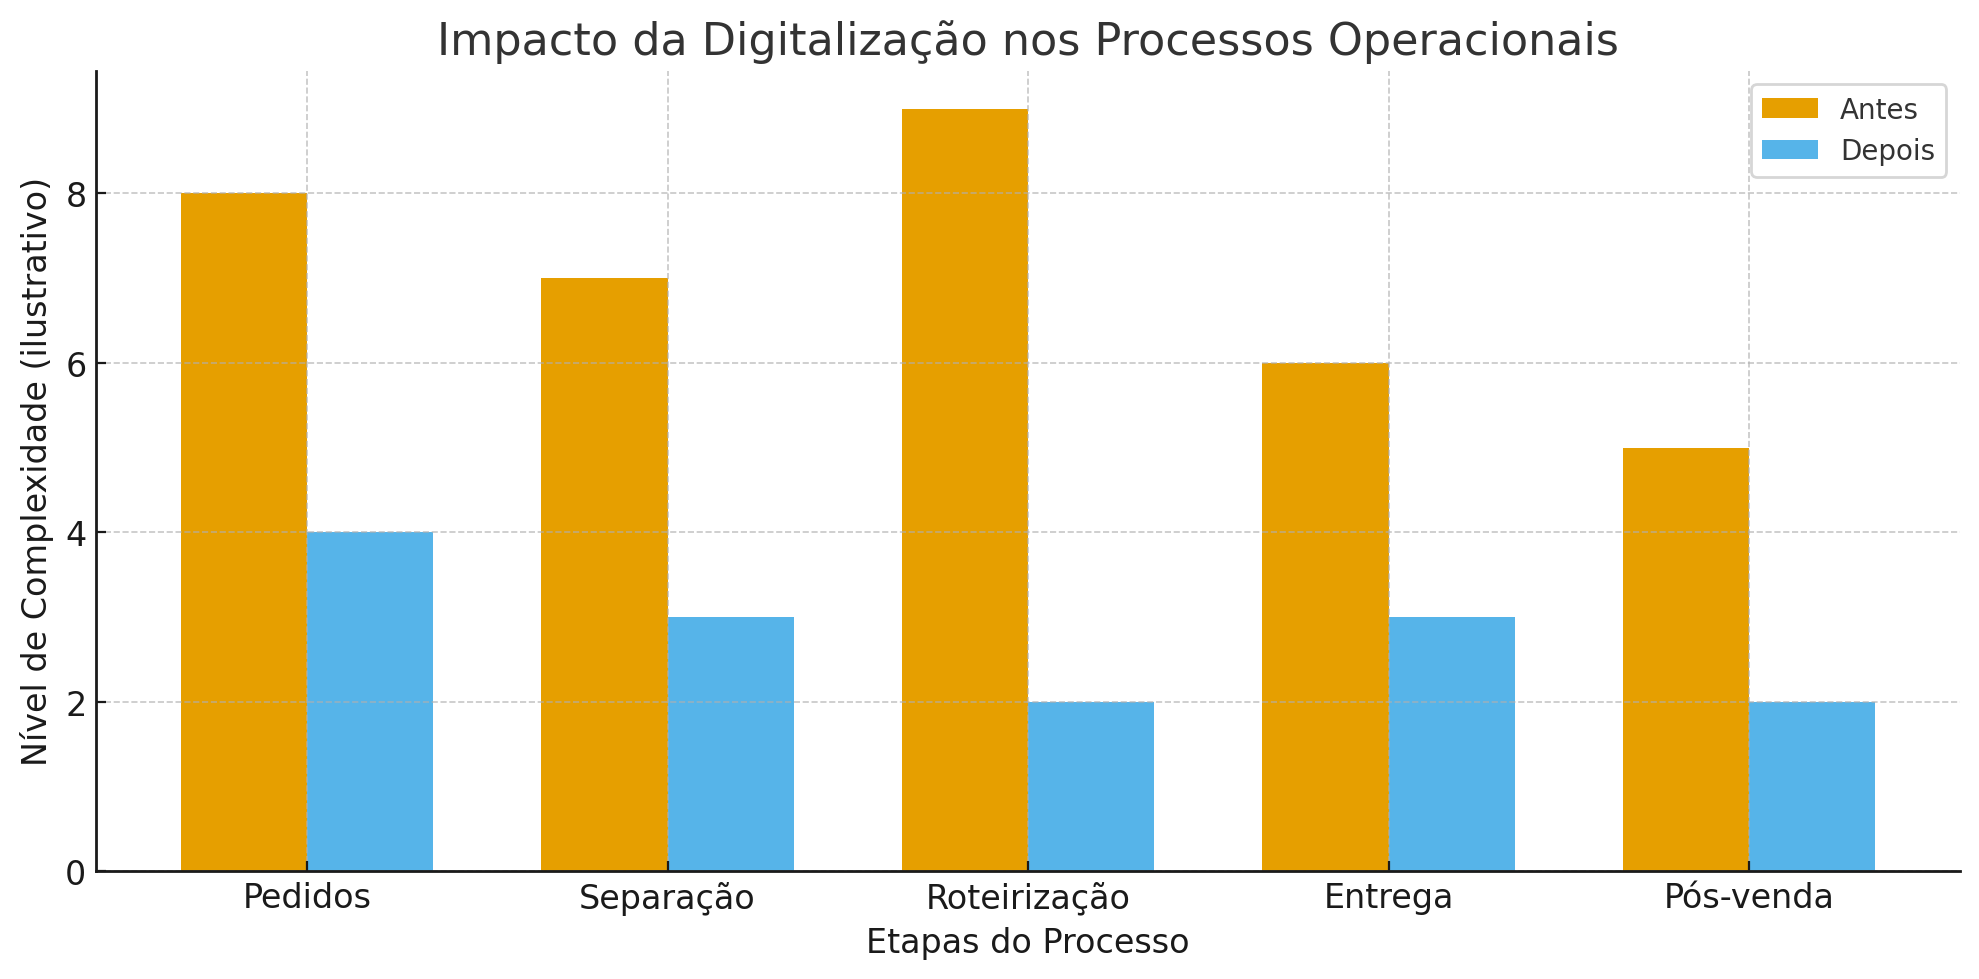 Impacto da Digitalização nos Processos Operacionais
Antes
Depois
Nível de Complexidade (ilustrativo)
8
6
4
2
0
Pedidos
Separação
Roteirização
Entrega
Pós-venda
Etapas do Processo